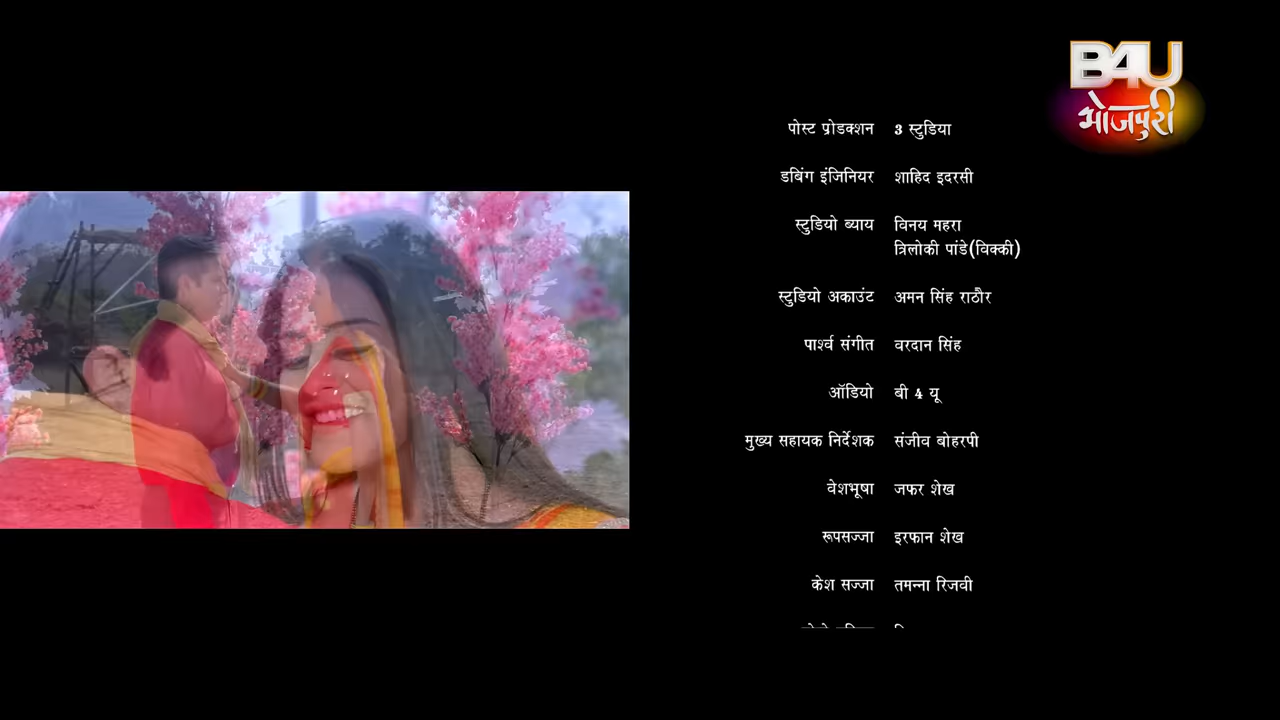 B4U
भोजपुरी
पोस्ट प्रोडक्शन 3 स्टुडिया
डबिंग इंजिनियर शाहिद इदरसी
स्टुडियो ब्याय विनय महरा
त्रिलोकी पांडे(विक्की)
स्टुडियो अकाउंट अमन सिंह राठौर
पार्श्व संगीत वरदान सिंह
ऑडियो बी 4 यू
मुख्य सहायक निर्देशक संजीव बोहरपी
वेशभूषा जफर शेख
रूपसज्जा इरफान शेख
केश सज्जा तमन्ना रिजवी